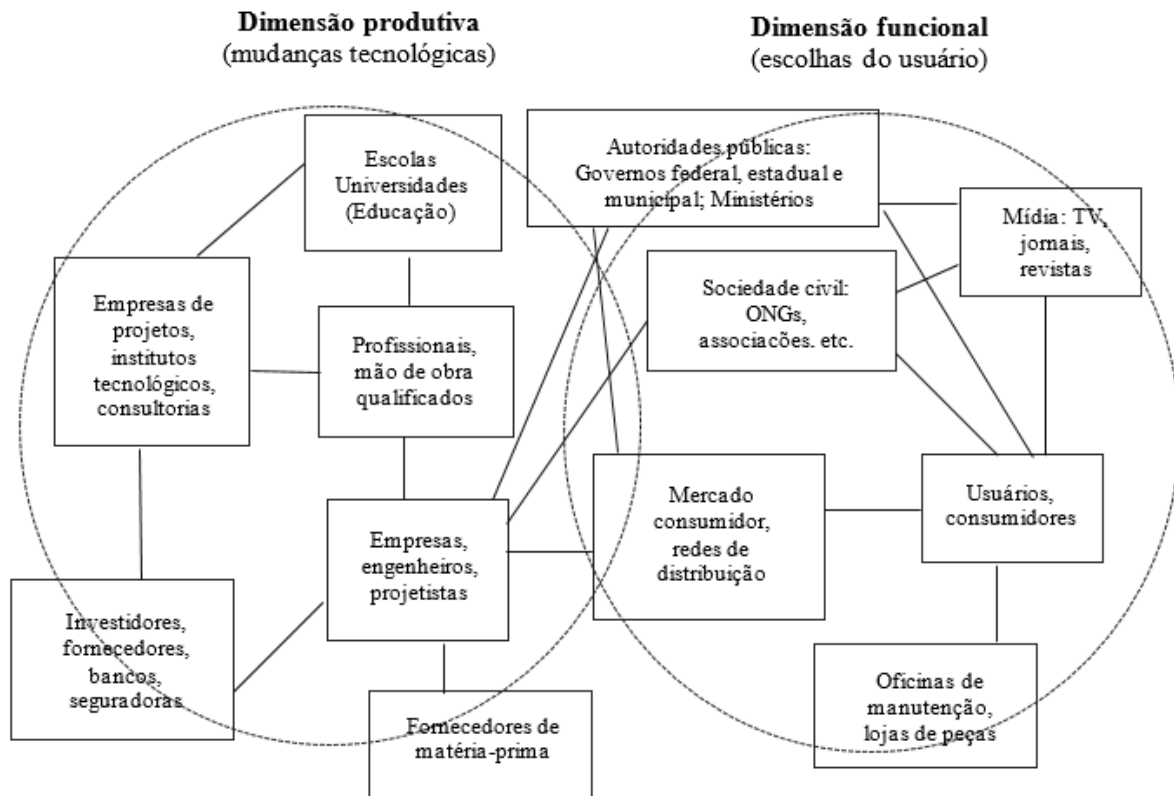 Dimensão produtiva
(mudanças tecnológicas)
Dimensão funcional
(escolhas do usuário)
Escolas
Universidades
(Educação)
Autoridades públicas:
Governos federal, estadual e
municipal; Ministérios
Mídia: TV,
jornais,
revistas
Empresas de
projetos,
institutos
tecnológicos,
consultorias
Profissionais,
mão de obra
qualificados
Sociedade civil:
ONGs,
associacões. etc.
Empresas,
engenheiros,
projetistas
Mercado
consumidor,
redes de
distribuição
Usuários,
consumidores
Investidores,
fornecedores,
bancos,
seguradoras
Fornecedores de
matéria-prima
Oficinas de
manutenção,
lojas de peças